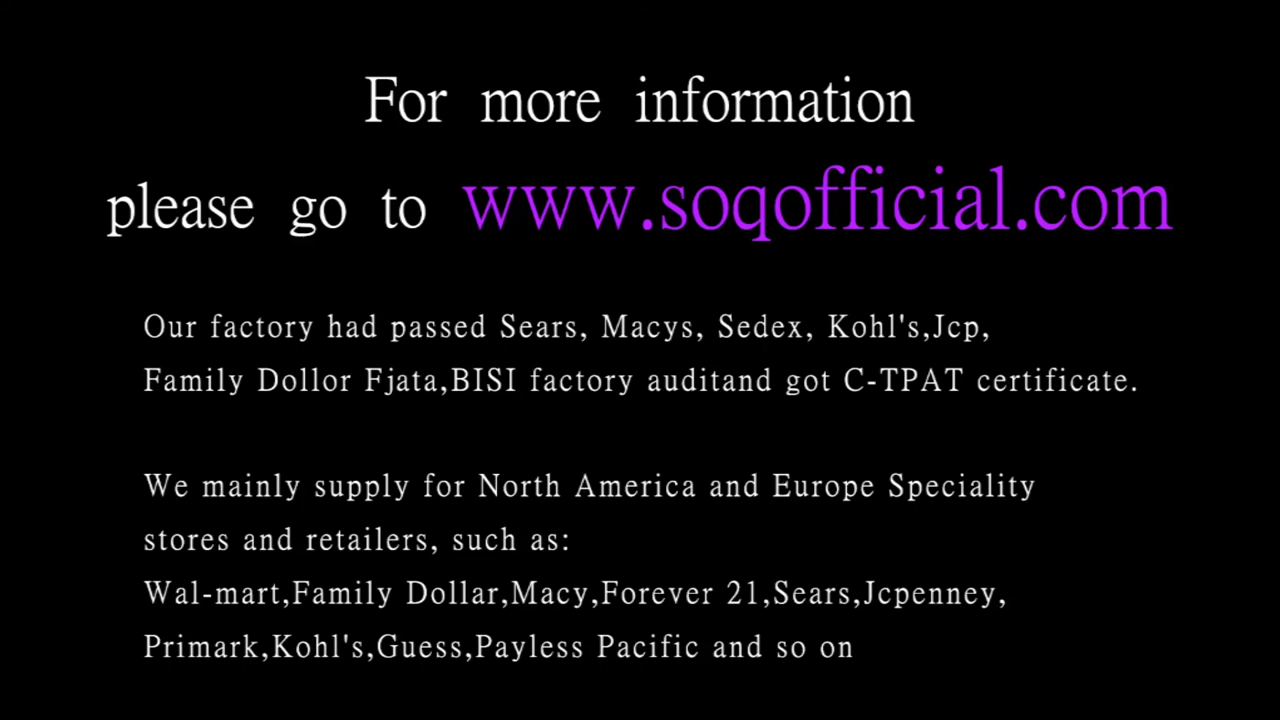 For more information
please go to www.soqofficial.com
Our factory had passed Sears, Macys, Sedex, Kohl's,Jcp,
Family Dollor Fjata,BISI factory auditand got C-TPAT certificate.
We mainly supply for North America and Europe Speciality
stores and retailers, such as:
Wal-mart,Family Dollar,Macy,Forever 21,Sears,Jcpenney,
Primark,Kohl's,Guess,Payless Pacific and so on